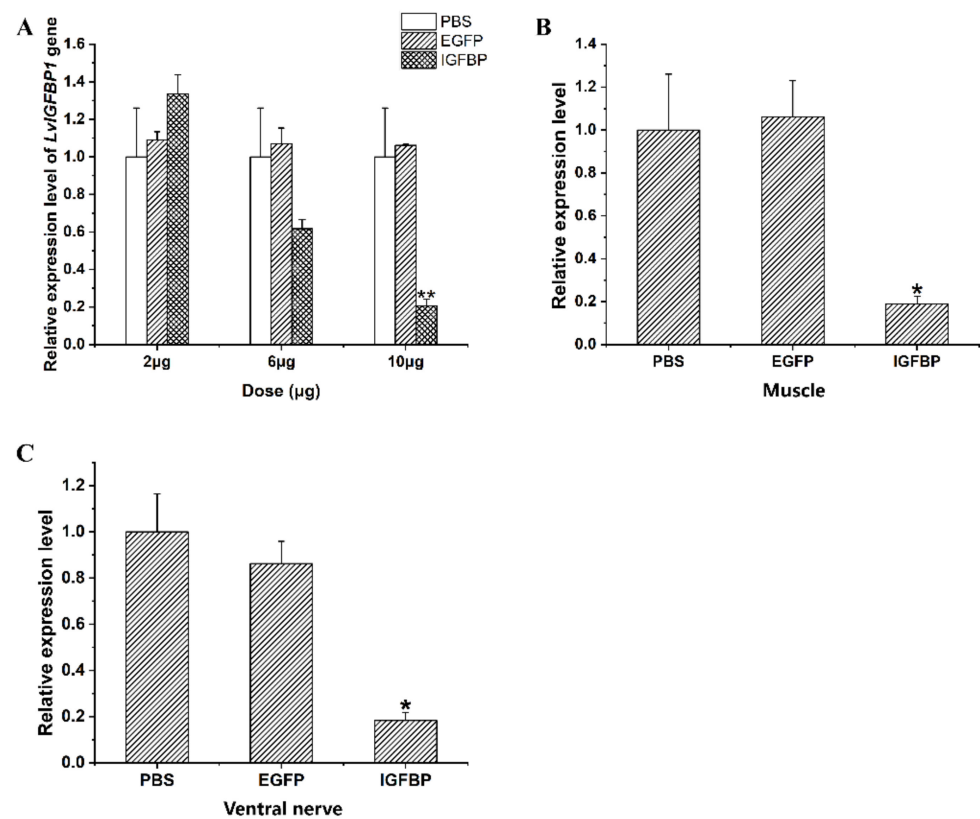 A
PBS
EGFP
IGFBP
Relative expression level of LvIGFBP1 gene
1.6
1.4
1.2
1.0
0.8
0.6
0.4
0.2
0.0
**
2μg 6μg 10μg
Dose (μg)
B
Relative expression level
1.4
1.2
1.0
0.8
0.6
0.4
0.2
0.0
*
PBS EGFP IGFBP
Muscle
C
Relative expression level
1.2
1.0
0.8
0.6
0.4
0.2
0.0
*
PBS EGFP IGFBP
Ventral nerve